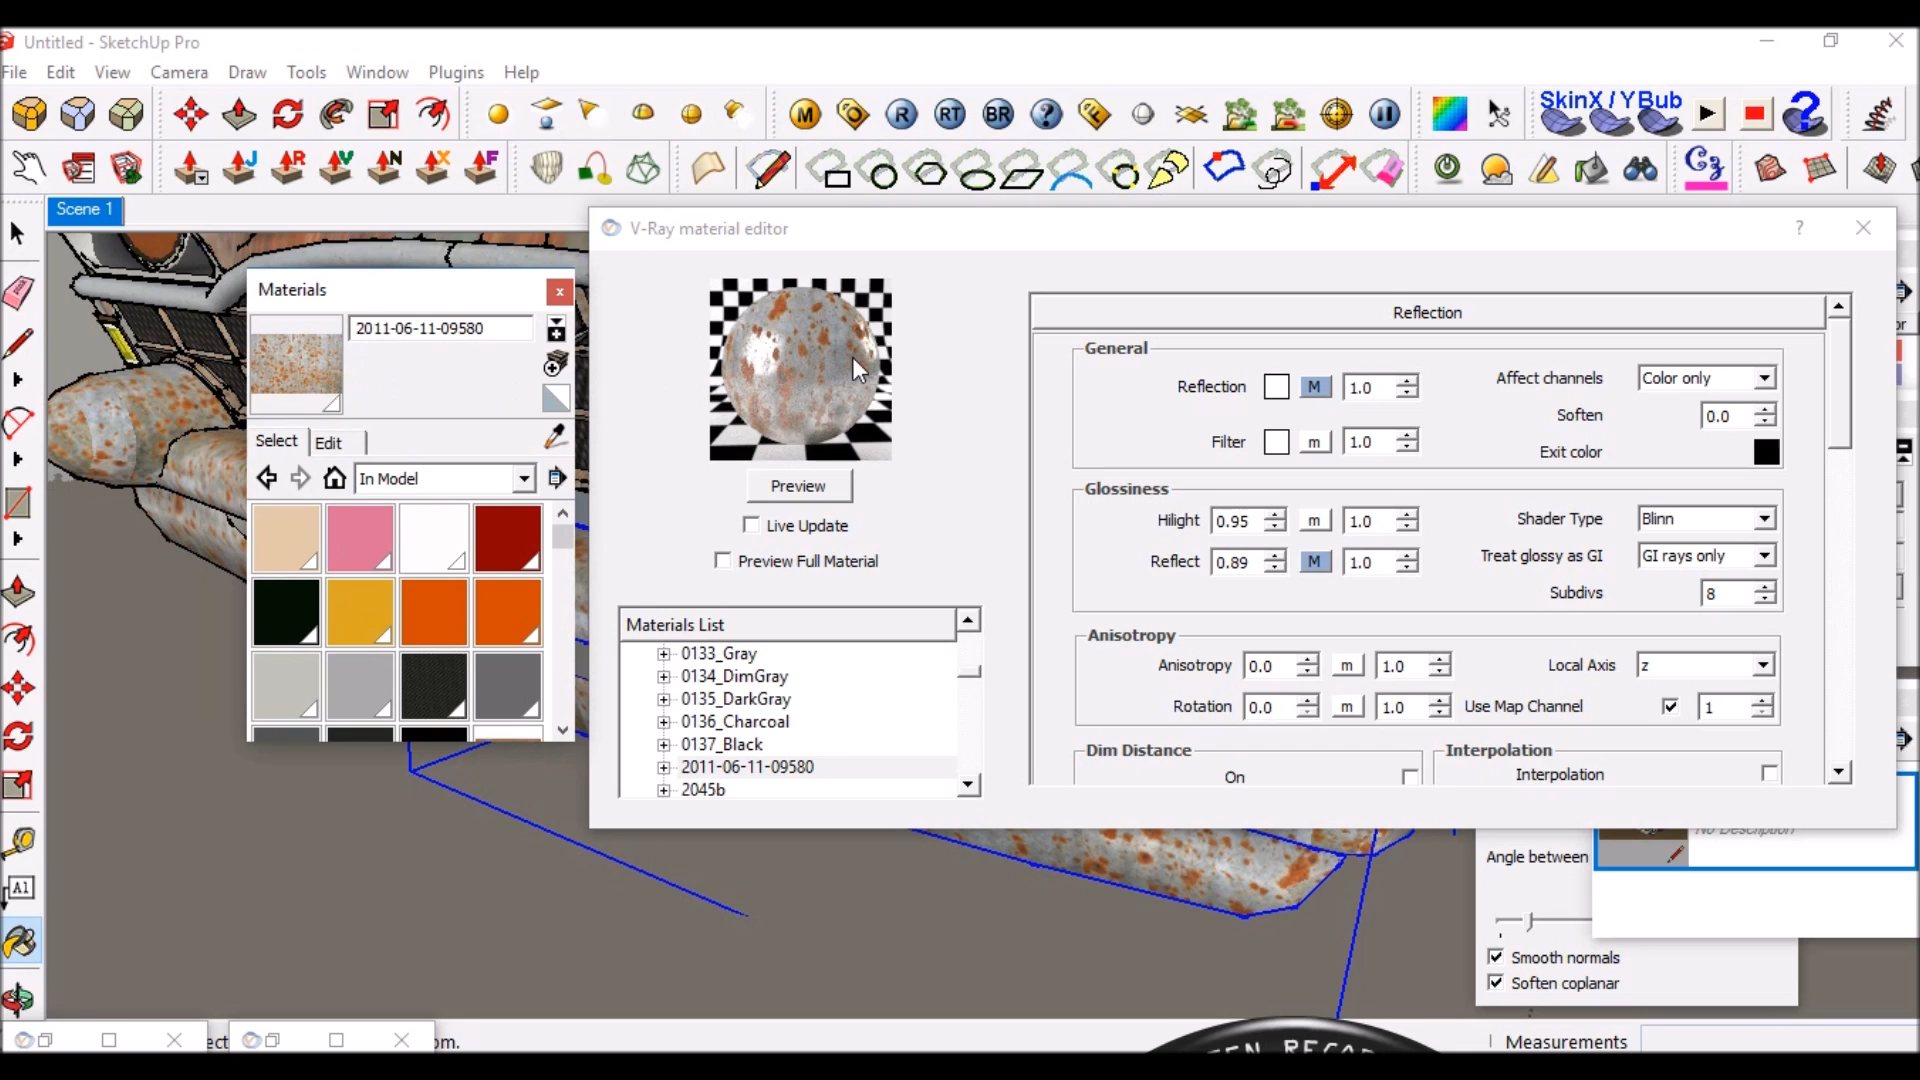 Untitled - SketchUp Pro
File Edit View Camera Draw Tools Window Plugins Help
M R RT BR ? SkinX / YBub
J R V N X F
Scene 1
V-Ray material editor
Materials
2011-06-11-09580
Select Edit
In Model
Preview
Live Update
Preview Full Material
Materials List
0133_Gray
0134_DimGray
0135_DarkGray
0136_Charcoal
0137_Black
2011-06-11-09580
2045b
Reflection
General
Reflection M 1.0 Affect channels Color only
Soften 0.0
Filter m 1.0
Exit color
Glossiness
Hilight 0.95 m 1.0 Shader Type Blinn
Reflect 0.89 M 1.0 Treat glossy as GI GI rays only
Subdivs 8
Anisotropy
Anisotropy 0.0 m 1.0 Local Axis z
Rotation 0.0 m 1.0 Use Map Channel 1
Dim Distance Interpolation
On Interpolation
No Description
Angle between
Smooth normals
Soften coplanar
A1
Measurements